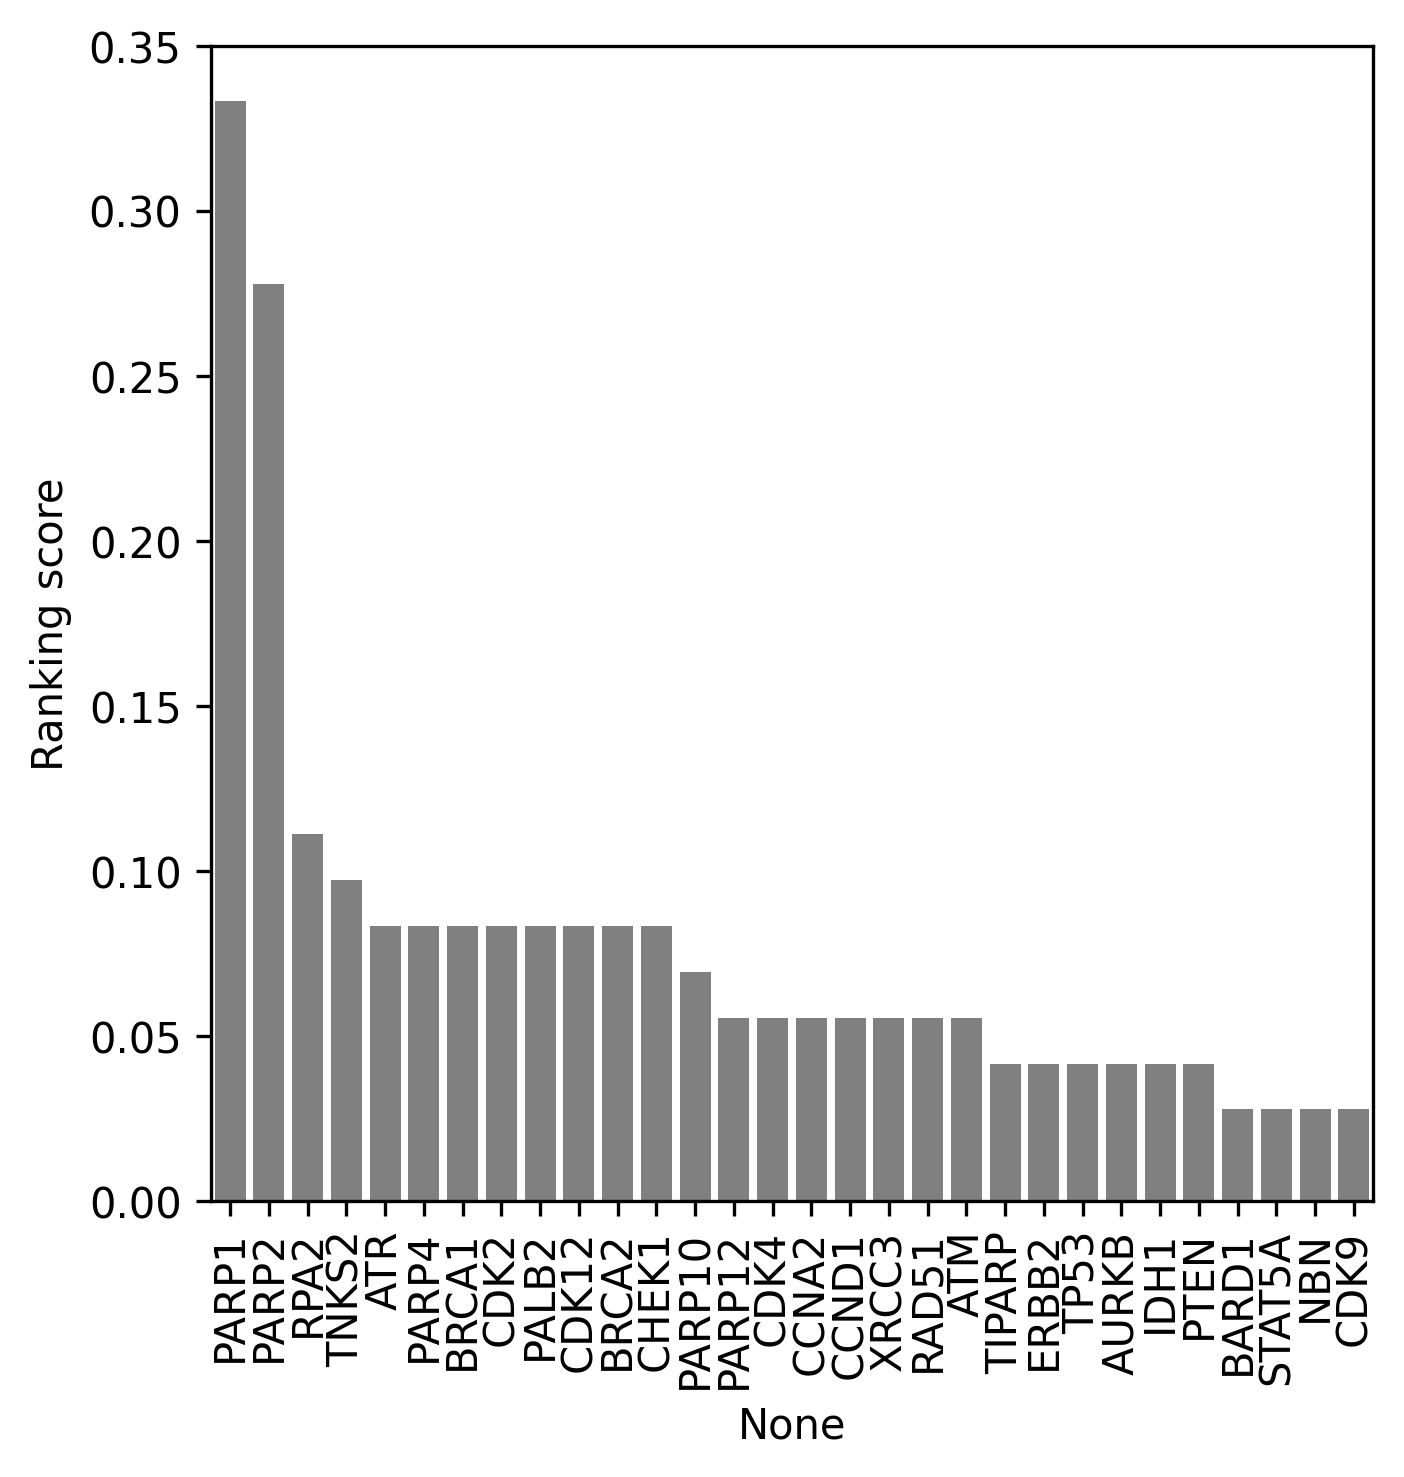 0.35
0.30
0.25
0.20
0.15
0.10
0.05
0.00
Ranking score
PARP1
PARP2
RPA2
TNKS2
ATR
PARP4
BRCA1
CDK2
PALB2
CDK12
BRCA2
CHEK1
PARP10
PARP12
CDK4
CCNA2
CCND1
XRCC3
RAD51
ATM
TIPARP
ERBB2
TP53
AURKB
IDH1
PTEN
BARD1
STAT5A
NBN
CDK9
None